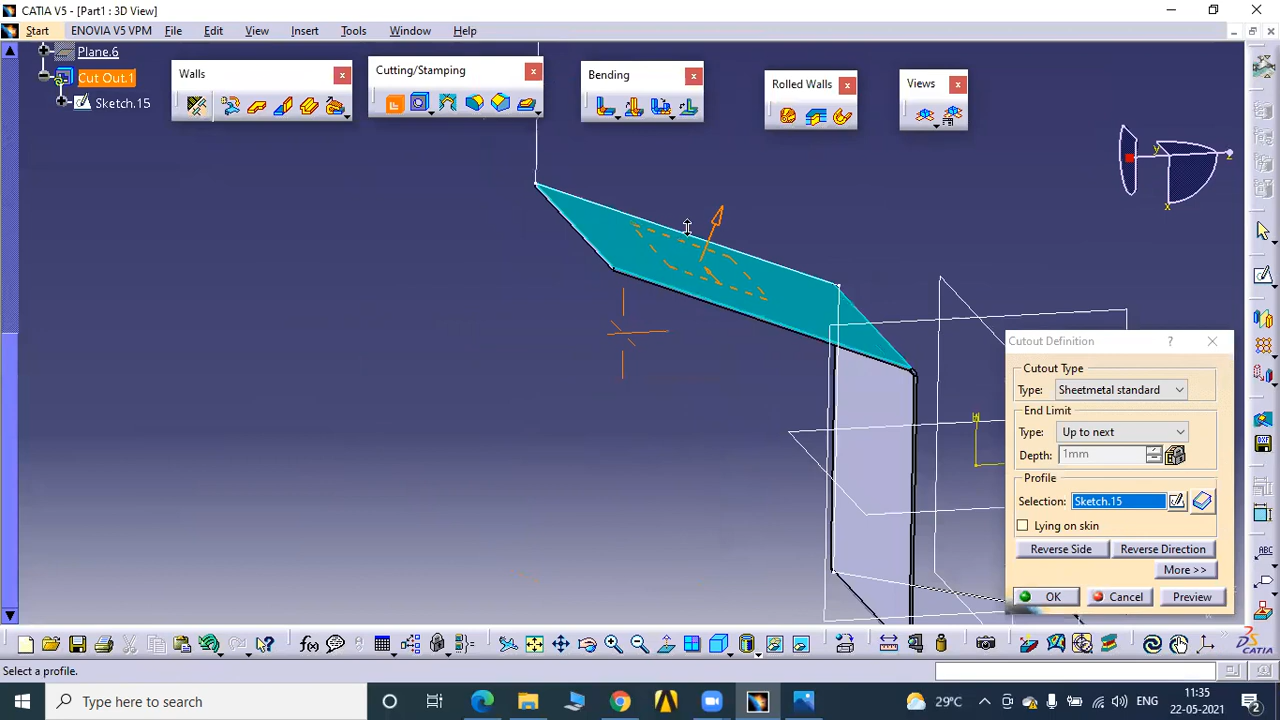 CATIA V5 - [Part1 : 3D View]
Start ENOVIA V5 VPM File Edit View Insert Tools Window Help
Plane.6
Cut Out.1
Sketch.15
Walls
Cutting/Stamping
Bending
Rolled Walls
Views
y
z
x
H
Cutout Definition ?
Cutout Type
Type: Sheetmetal standard
End Limit
Type: Up to next
Depth: 1mm
Profile
Selection: Sketch.15
Lying on skin
Reverse Side Reverse Direction
More >>
OK Cancel Preview
ABC
f(x)
CATIA
Select a profile.
Type here to search
29°C
ENG
11:35
22-05-2021
2